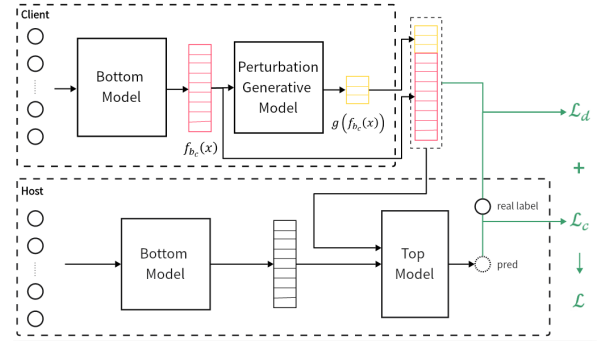 Client
Bottom
Model
Perturbation
Generative
Model
f_{b_c}(x)
g(f_{b_c}(x))
ℒ_d
+
Host
real label
ℒ_c
Bottom
Model
Top
Model
pred
ℒ